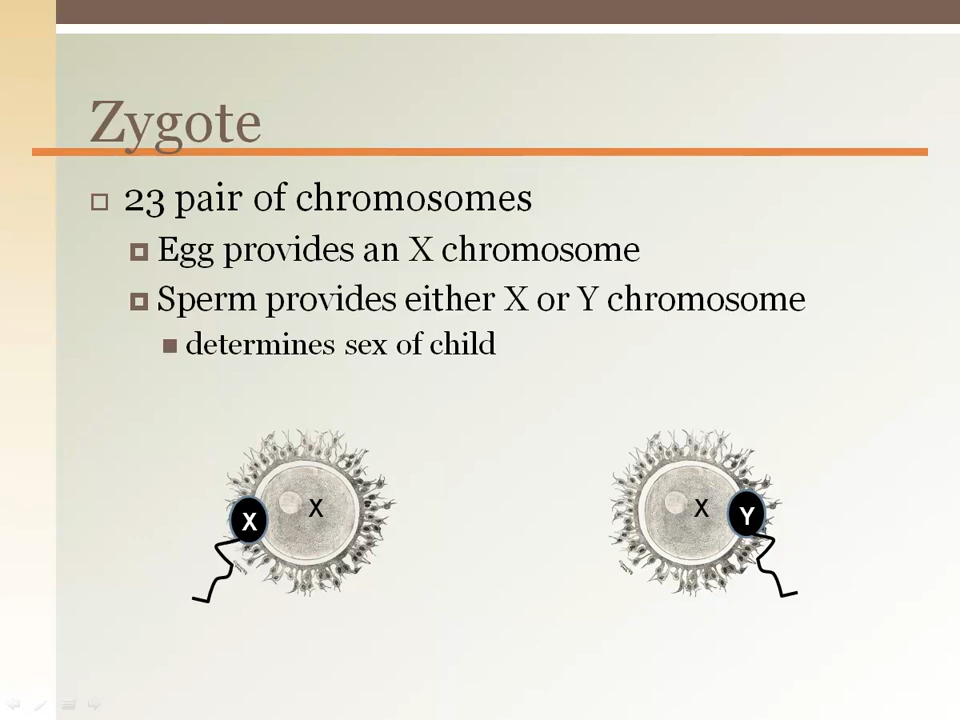 Zygote
23 pair of chromosomes
Egg provides an X chromosome
Sperm provides either X or Y chromosome
determines sex of child
X
X
X
Y